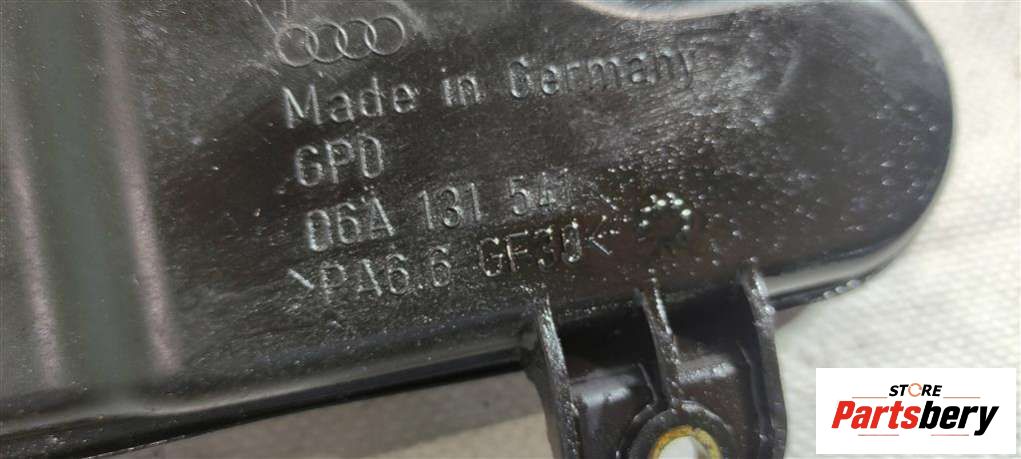 Made in Germany
GPD
06A 131 541
>PA6.6 GF30<
STORE
Partsbery